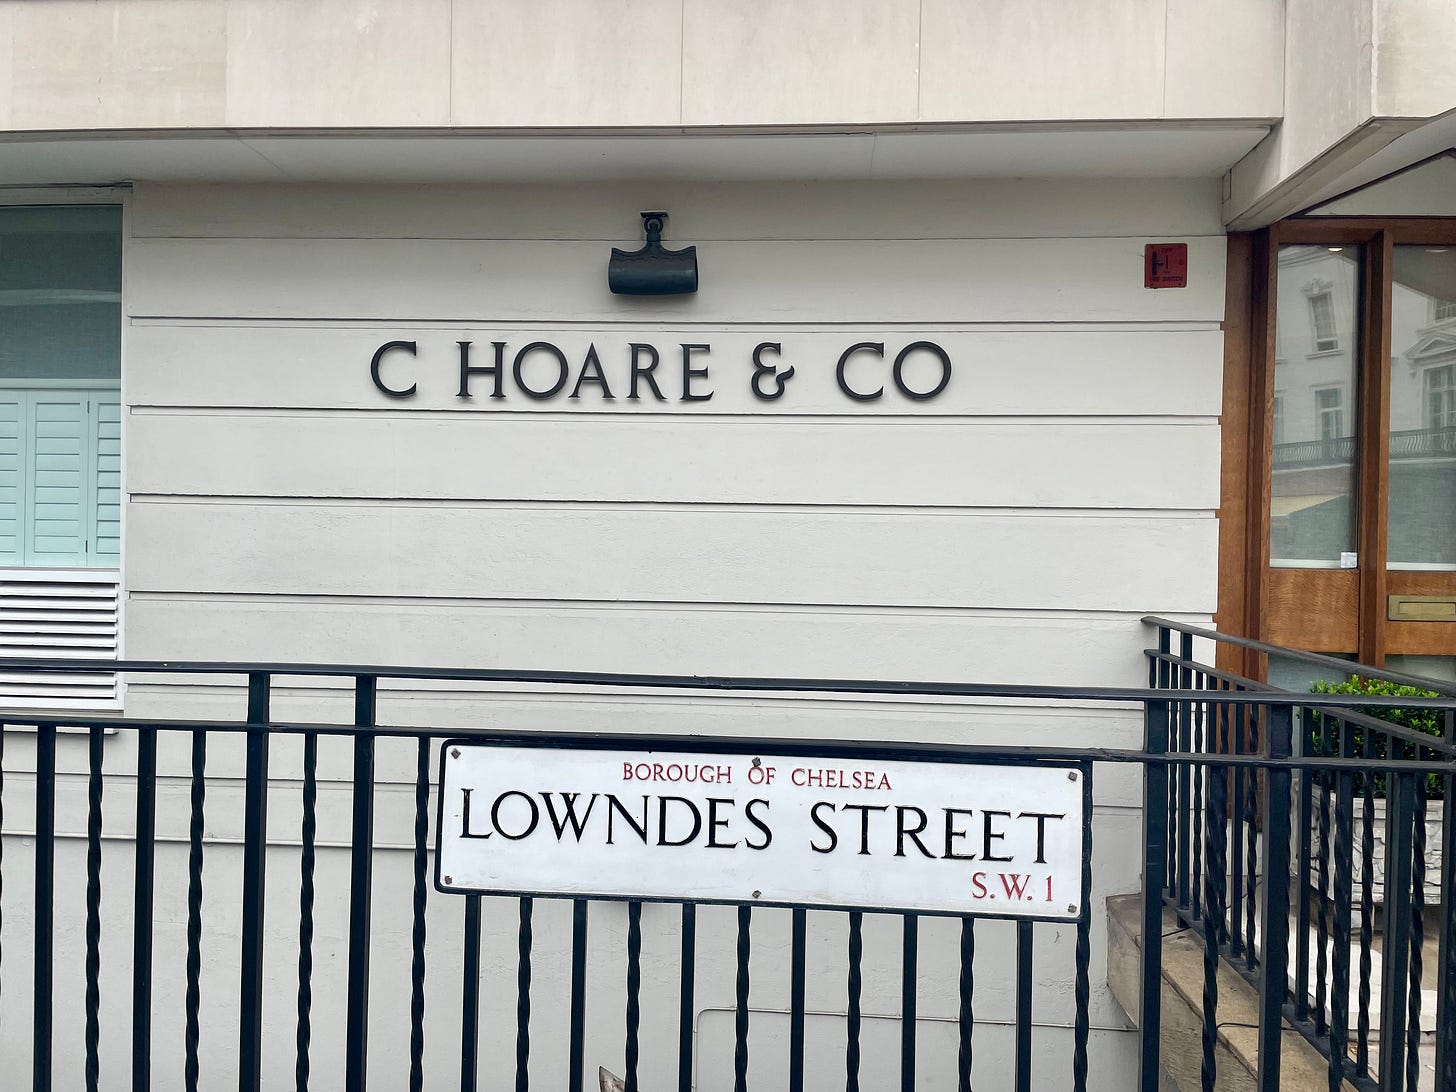 C HOARE & CO
BOROUGH OF CHELSEA
LOWNDES STREET
S.W.1